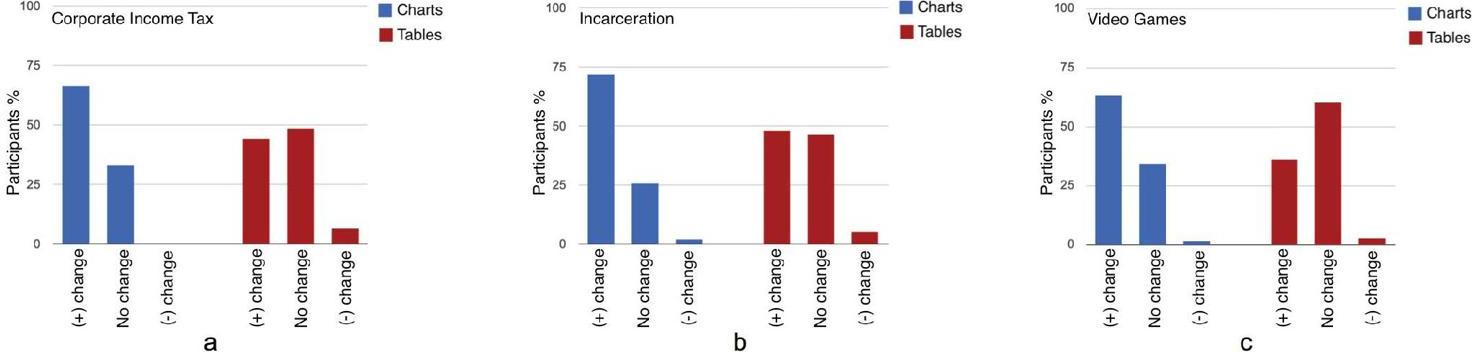 Corporate Income Tax
Charts
Tables
Participants %
100
75
50
25
0
(+) change
No change
(-) change
(+) change
No change
(-) change
a
Incarceration
Charts
Tables
Participants %
100
75
50
25
0
(+) change
No change
(-) change
(+) change
No change
(-) change
b
Video Games
Charts
Tables
Participants %
100
75
50
25
0
(+) change
No change
(-) change
(+) change
No change
(-) change
c